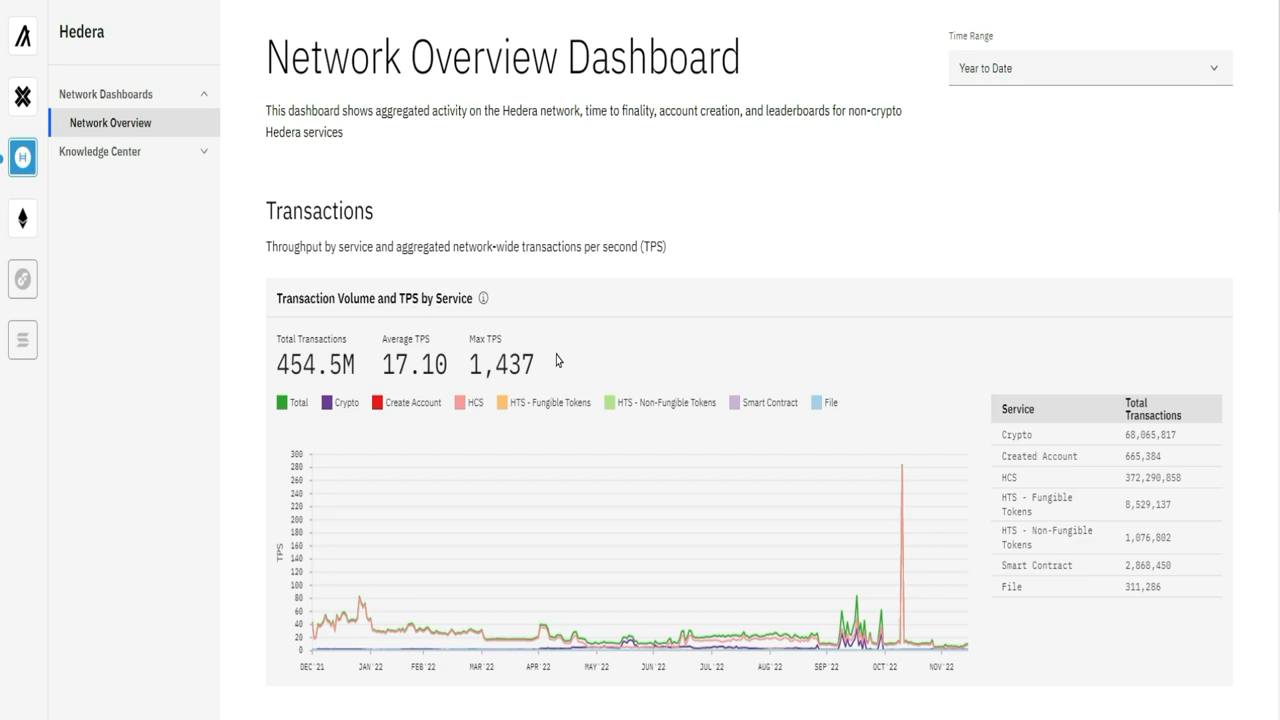 Hedera
Network Dashboards
Network Overview
Knowledge Center
Network Overview Dashboard
Time Range
Year to Date
This dashboard shows aggregated activity on the Hedera network, time to finality, account creation, and leaderboards for non-crypto
Hedera services
Transactions
Throughput by service and aggregated network-wide transactions per second (TPS)
Transaction Volume and TPS by Service
Total Transactions Average TPS Max TPS
454.5M 17.10 1,437
Total Crypto Create Account HCS HTS - Fungible Tokens HTS - Non-Fungible Tokens Smart Contract File
300
280
260
240
220
200
180
160
140
120
100
80
60
40
20
0
TPS
DEC '21 JAN '22 FEB '22 MAR '22 APR '22 MAY '22 JUN '22 JUL '22 AUG '22 SEP '22 OCT '22 NOV '22
Service Total
Transactions
Crypto 68,065,817
Created Account 665,384
HCS 372,290,858
HTS - Fungible
Tokens 8,529,137
HTS - Non-Fungible
Tokens 1,076,802
Smart Contract 2,868,450
File 311,286